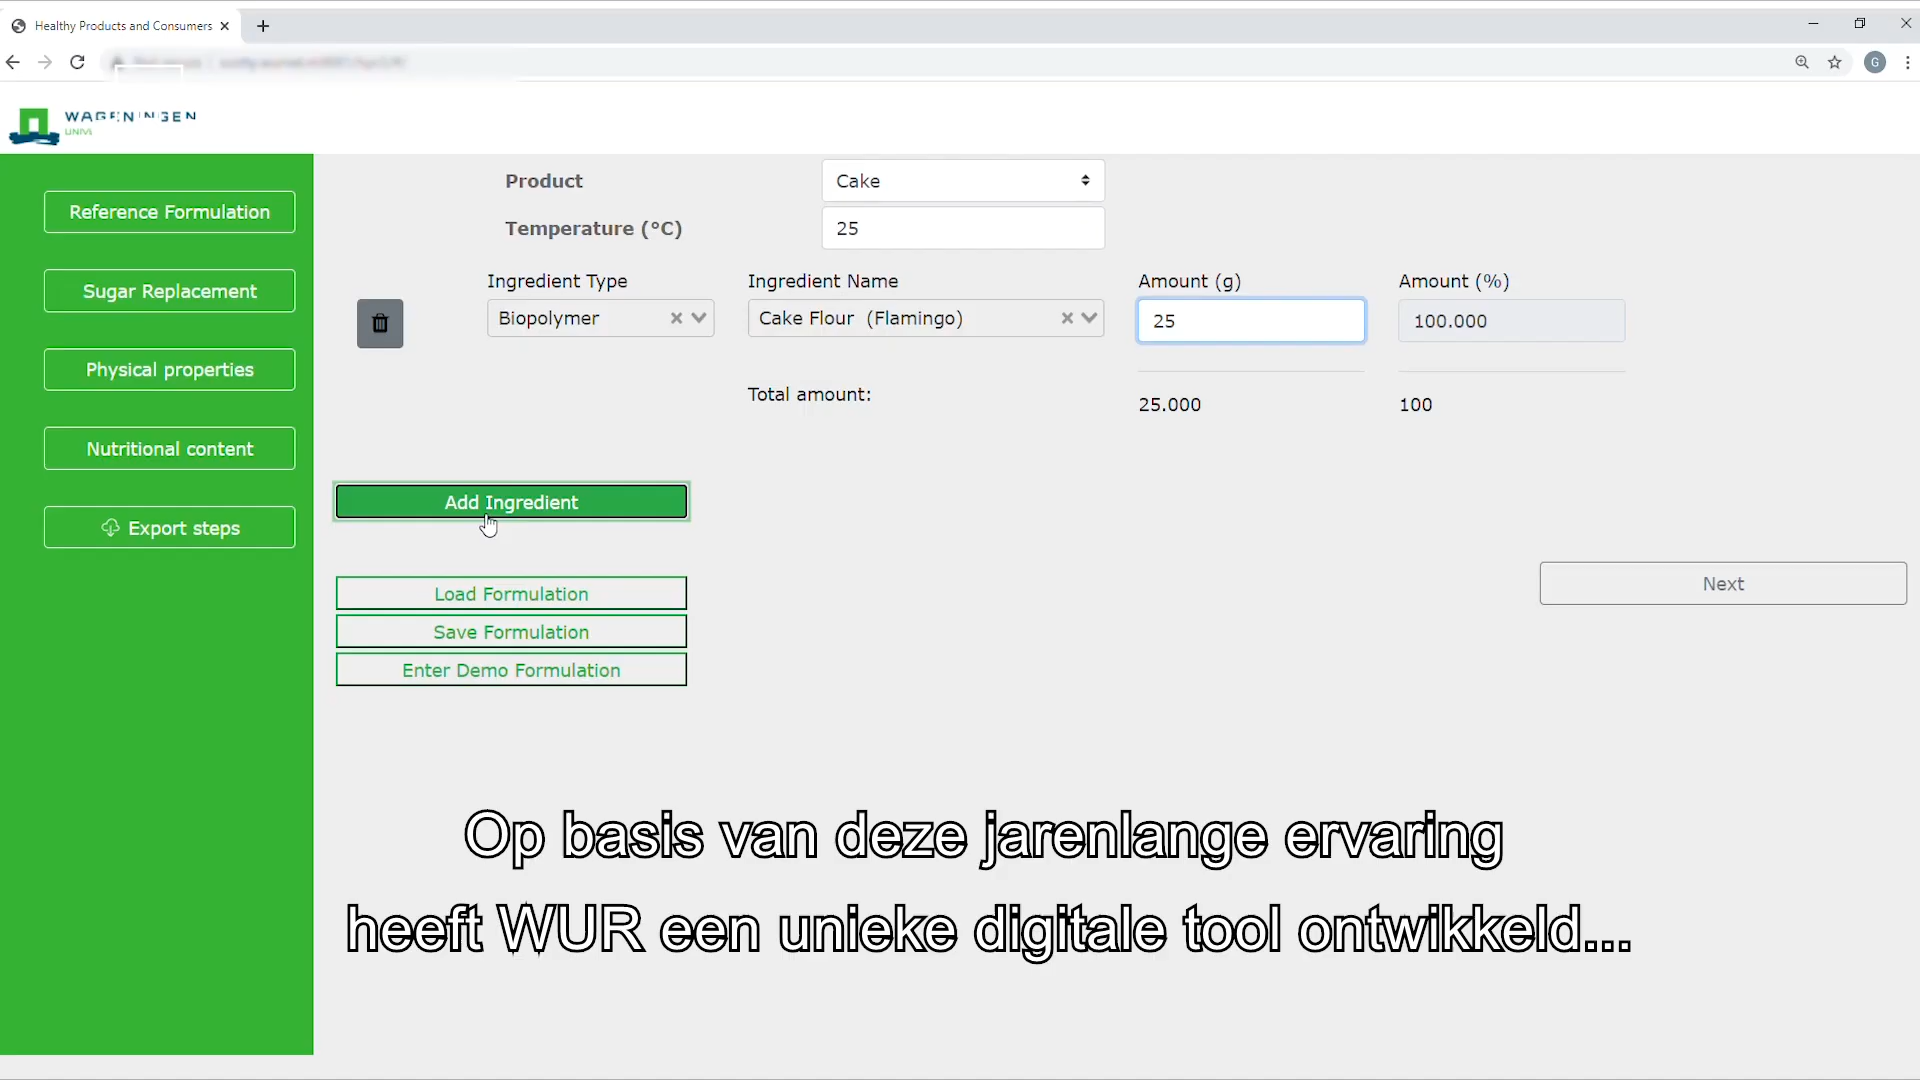 Healthy Products and Consumers
G
WAGENINGEN
Reference Formulation
Sugar Replacement
Physical properties
Nutritional content
Export steps
Product
Cake
Temperature (°C)
25
Ingredient Type
Ingredient Name
Amount (g)
Amount (%)
Biopolymer
Cake Flour (Flamingo)
25
100.000
Total amount:
25.000
100
Add Ingredient
Load Formulation
Save Formulation
Enter Demo Formulation
Next
Op basis van deze jarenlange ervaring
heeft WUR een unieke digitale tool ontwikkeld...